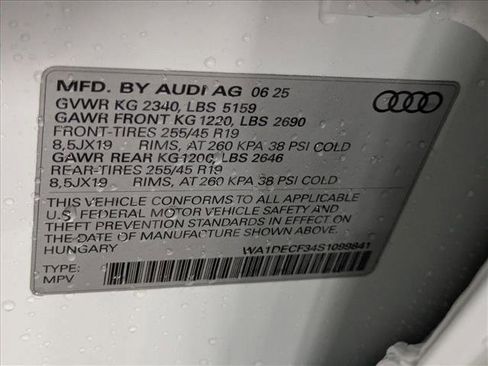 MFD. BY AUDI AG 06 25
GVWR KG 2340, LBS 5159
GAWR FRONT KG 1220, LBS 2690
FRONT-TIRES 255/45 R19
8,5JX19 RIMS, AT 260 KPA 38 PSI COLD
GAWR REAR KG 1200, LBS 2646
REAR-TIRES 255/45 R19
8,5JX19 RIMS, AT 260 KPA 38 PSI COLD
THIS VEHICLE CONFORMS TO ALL APPLICABLE
U.S. FEDERAL MOTOR VEHICLE SAFETY AND
THEFT PREVENTION STANDARDS IN EFFECT ON
THE DATE OF MANUFACTURE SHOWN ABOVE.
HUNGARY WA1DECF34S1099841
TYPE:
MPV